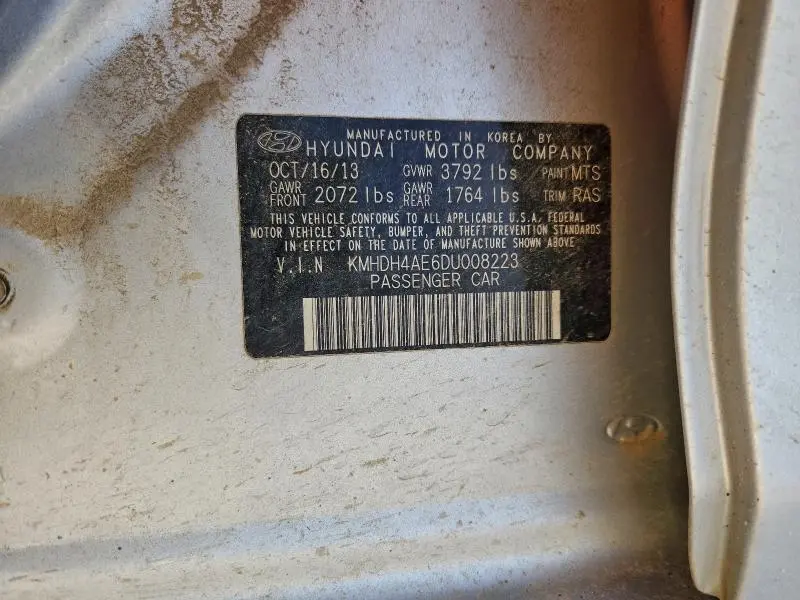 MANUFACTURED IN KOREA BY
HYUNDAI MOTOR COMPANY
OCT/16/13 GVWR 3792 lbs PAINT MTS
GAWR FRONT 2072 lbs GAWR REAR 1764 lbs TRIM RAS
THIS VEHICLE CONFORMS TO ALL APPLICABLE U.S.A. FEDERAL
MOTOR VEHICLE SAFETY, BUMPER, AND THEFT PREVENTION STANDARDS
IN EFFECT ON THE DATE OF MANUFACTURE SHOWN ABOVE
V.I.N KMHDH4AE6DU008223
PASSENGER CAR